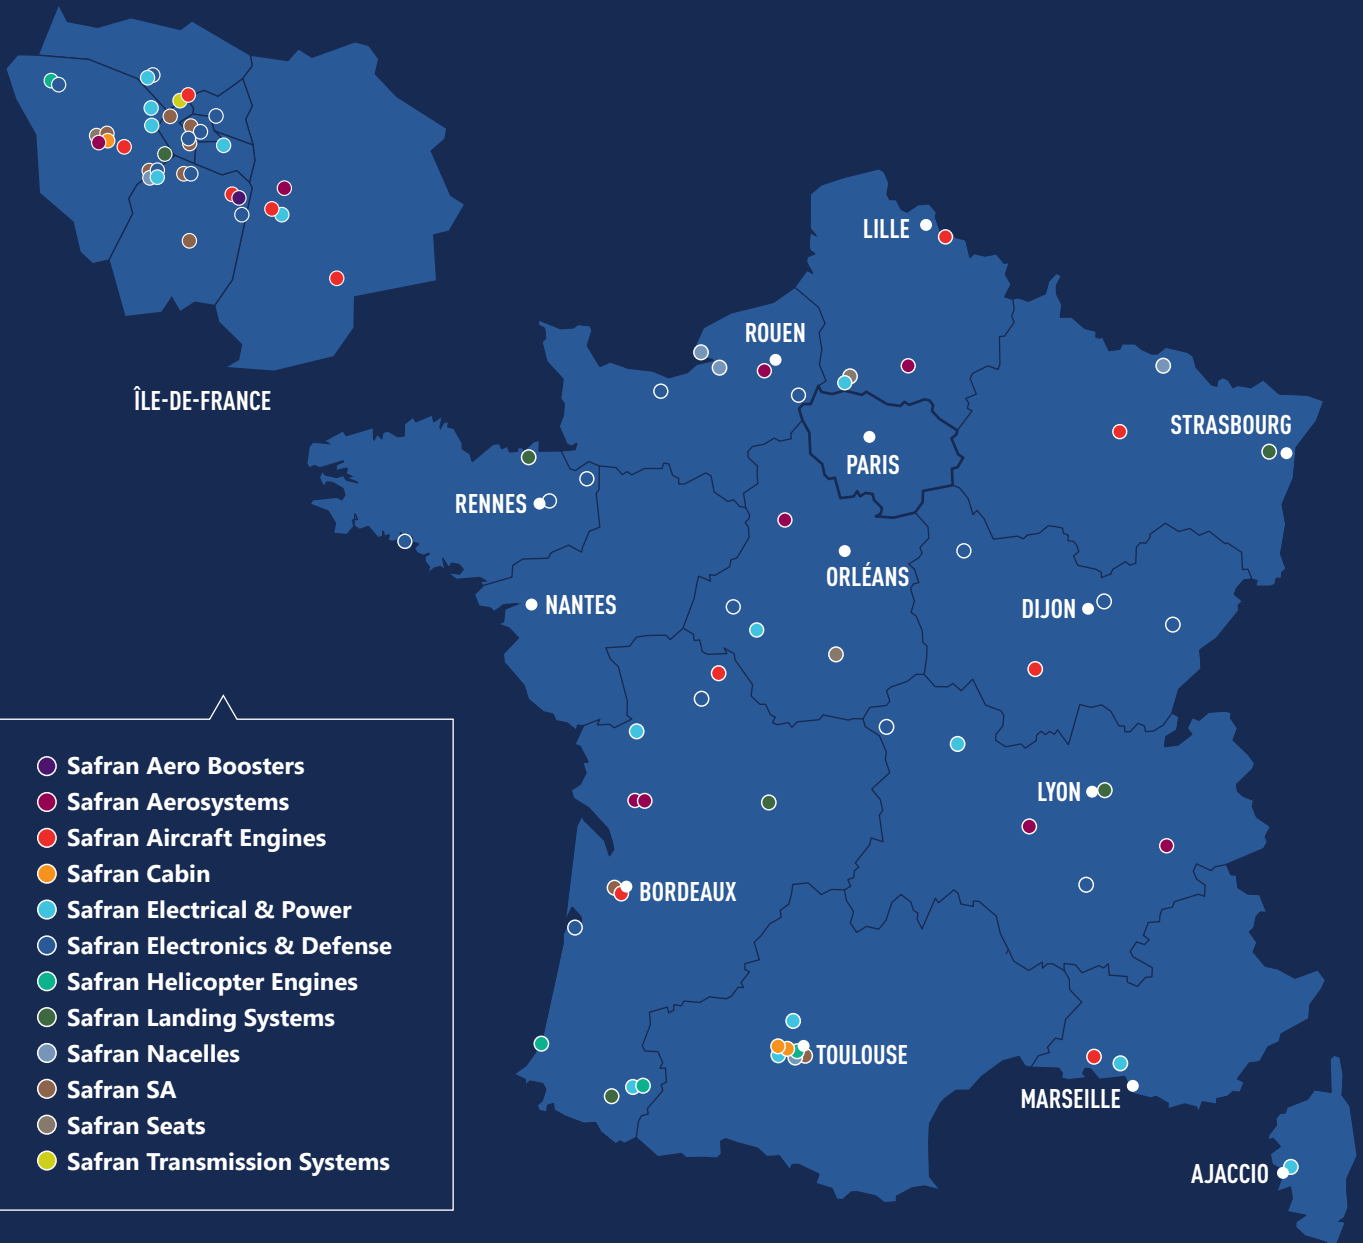 LILLE
ROUEN
ÎLE-DE-FRANCE
STRASBOURG
PARIS
RENNES
ORLÉANS
NANTES
DIJON
Safran Aero Boosters
Safran Aerosystems
Safran Aircraft Engines
Safran Cabin
Safran Electrical & Power
Safran Electronics & Defense
Safran Helicopter Engines
Safran Landing Systems
Safran Nacelles
Safran SA
Safran Seats
Safran Transmission Systems
LYON
BORDEAUX
TOULOUSE
MARSEILLE
AJACCIO